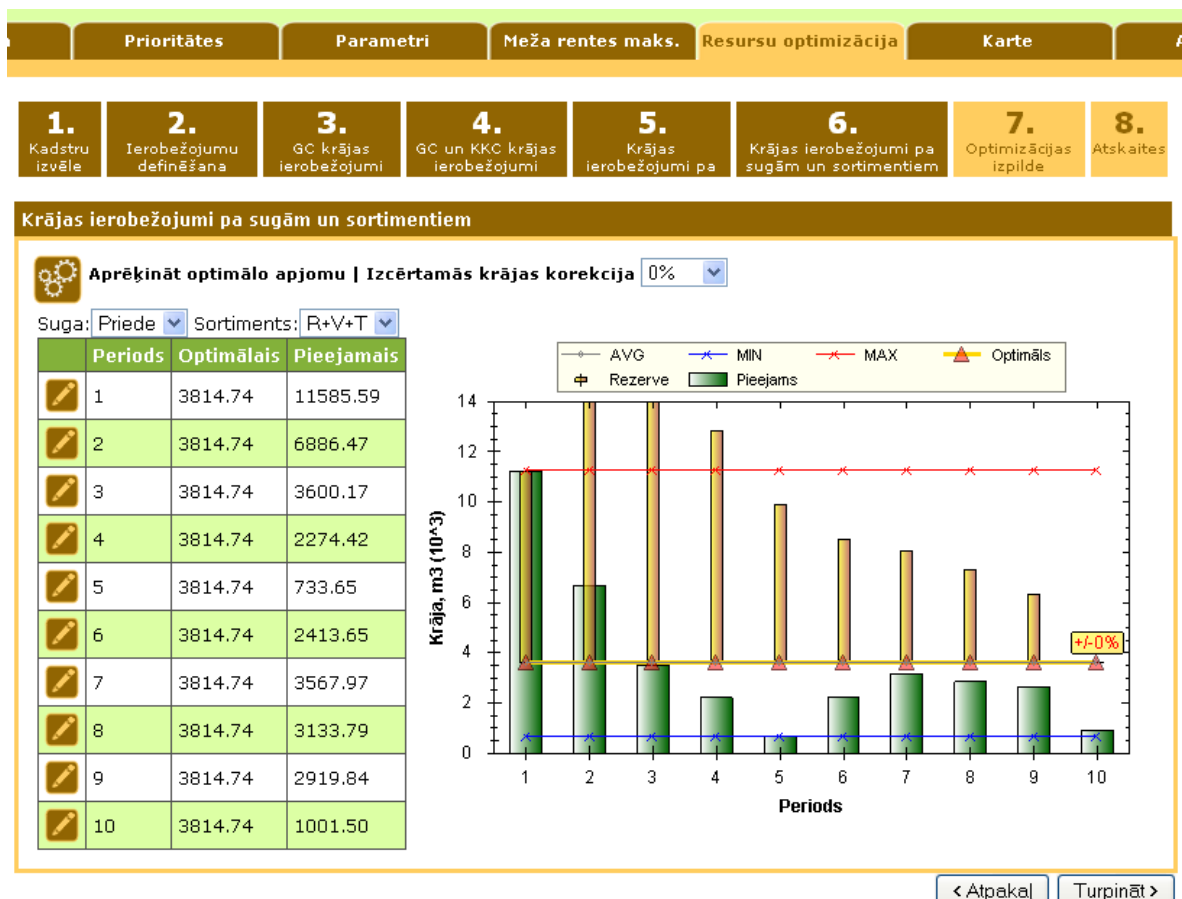 Prioritātes Parametri Meža rentes maks. Resursu optimizācija Karte
1. 2. 3. 4. 5. 6. 7. 8.
Kadstru Ierobežojumu GC krājas GC un KKC krājas Krājas Krājas ierobežojumi pa Optimizācijas Atskaites
izvēle definēšana ierobežojumi ierobežojumi ierobežojumi pa sugām un sortimentiem izpilde
Krājas ierobežojumi pa sugām un sortimentiem
Aprēķināt optimālo apjomu | Izcērtamās krājas korekcija 0%
Suga: Priede Sortiments: R+V+T
Periods Optimālais Pieejamais
1 3814.74 11585.59
2 3814.74 6886.47
3 3814.74 3600.17
4 3814.74 2274.42
5 3814.74 733.65
6 3814.74 2413.65
7 3814.74 3567.97
8 3814.74 3133.79
9 3814.74 2919.84
10 3814.74 1001.50
AVG MIN MAX Optimāls
Rezerve Pieejams
14
12
10
8
6
4
2
0
Krāja, m3 (10^3)
+/-0%
1 2 3 4 5 6 7 8 9 10
Periods
< Atpakaļ Turpināt >